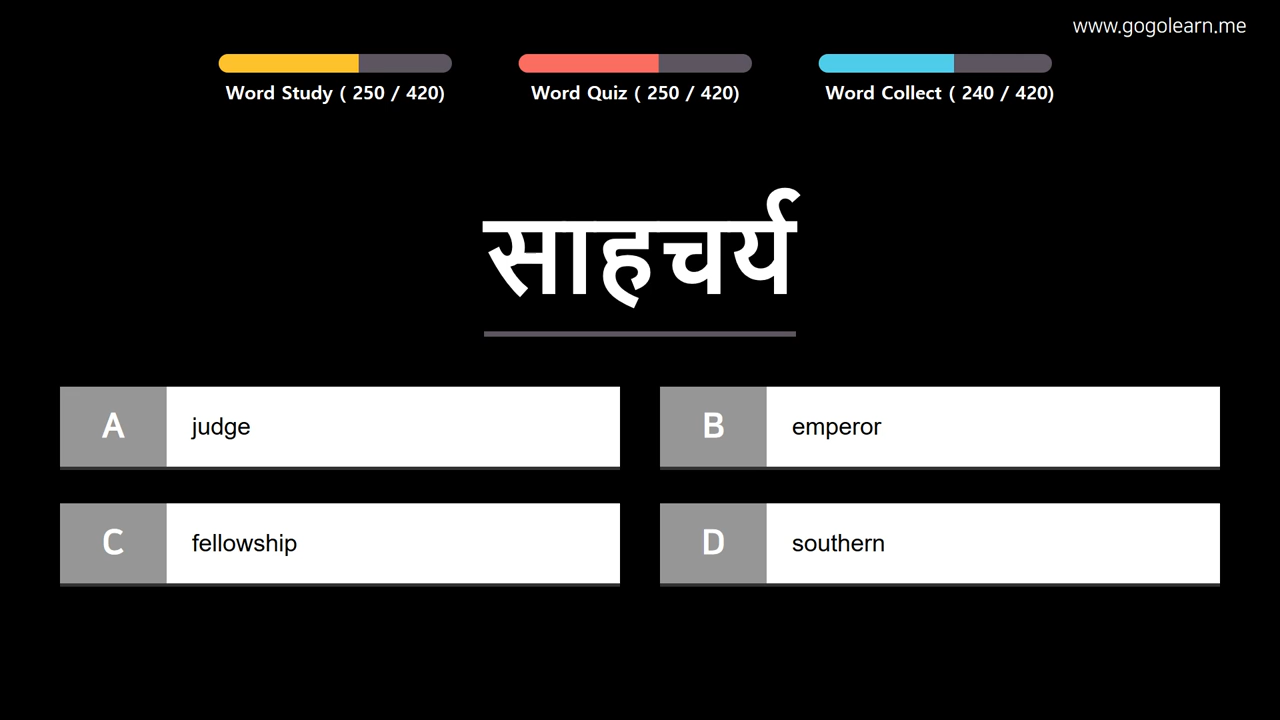 www.gogolearn.me
Word Study ( 250 / 420)
Word Quiz ( 250 / 420)
Word Collect ( 240 / 420)
साहचर्य
A judge
B emperor
C fellowship
D southern